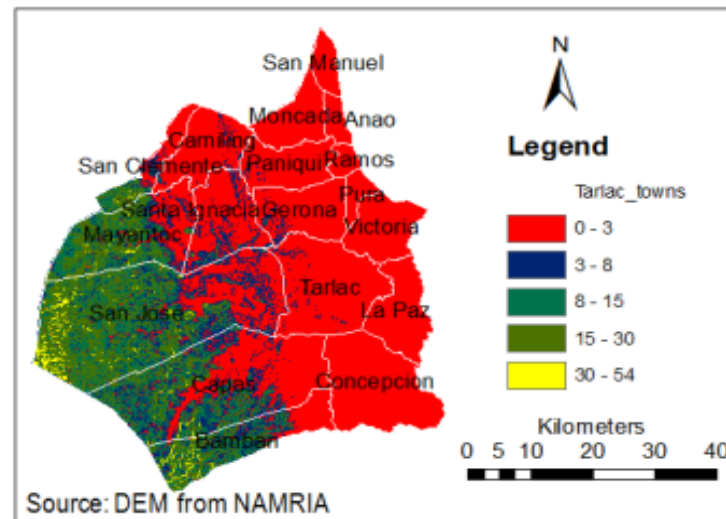 San Manuel
Moncada
Anao
Camiling
San Clemente
Paniqui
Ramos
Pura
Santa Ignacia
Gerona
Victoria
Mayantoc
Tarlac
San Jose
La Paz
Capas
Concepcion
Bamban
Source: DEM from NAMRIA
N
Legend
Tarlac_towns
0 - 3
3 - 8
8 - 15
15 - 30
30 - 54
Kilometers
0 5 10 20 30 40